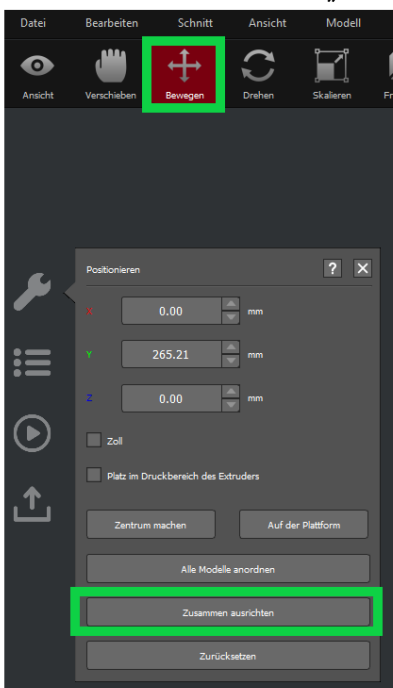 Datei Bearbeiten Schnitt Ansicht Modell
Ansicht Verschieben Bewegen Drehen Skalieren Fr
Positionieren ? X
X 0.00 mm
Y 265.21 mm
Z 0.00 mm
Zoll
Platz im Druckbereich des Extruders
Zentrum machen Auf der Plattform
Alle Modelle anordnen
Zusammen ausrichten
Zurücksetzen